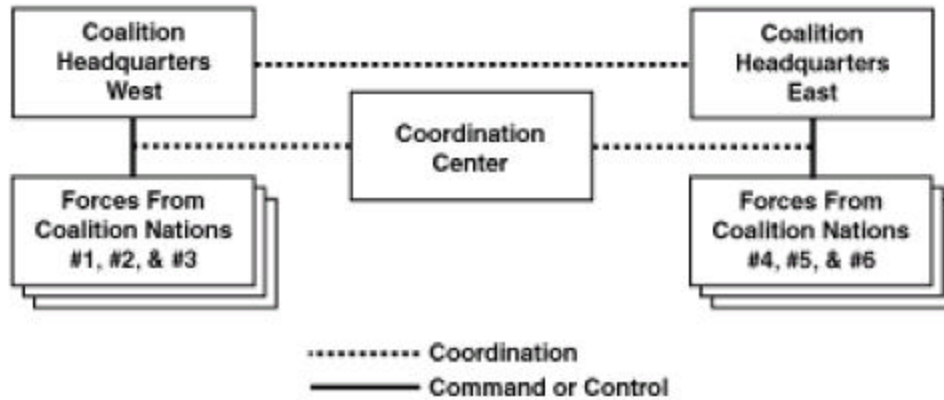 Coalition
Headquarters
West
Coalition
Headquarters
East
Coordination
Center
Forces From
Coalition Nations
#1, #2, & #3
Forces From
Coalition Nations
#4, #5, & #6
Coordination
Command or Control